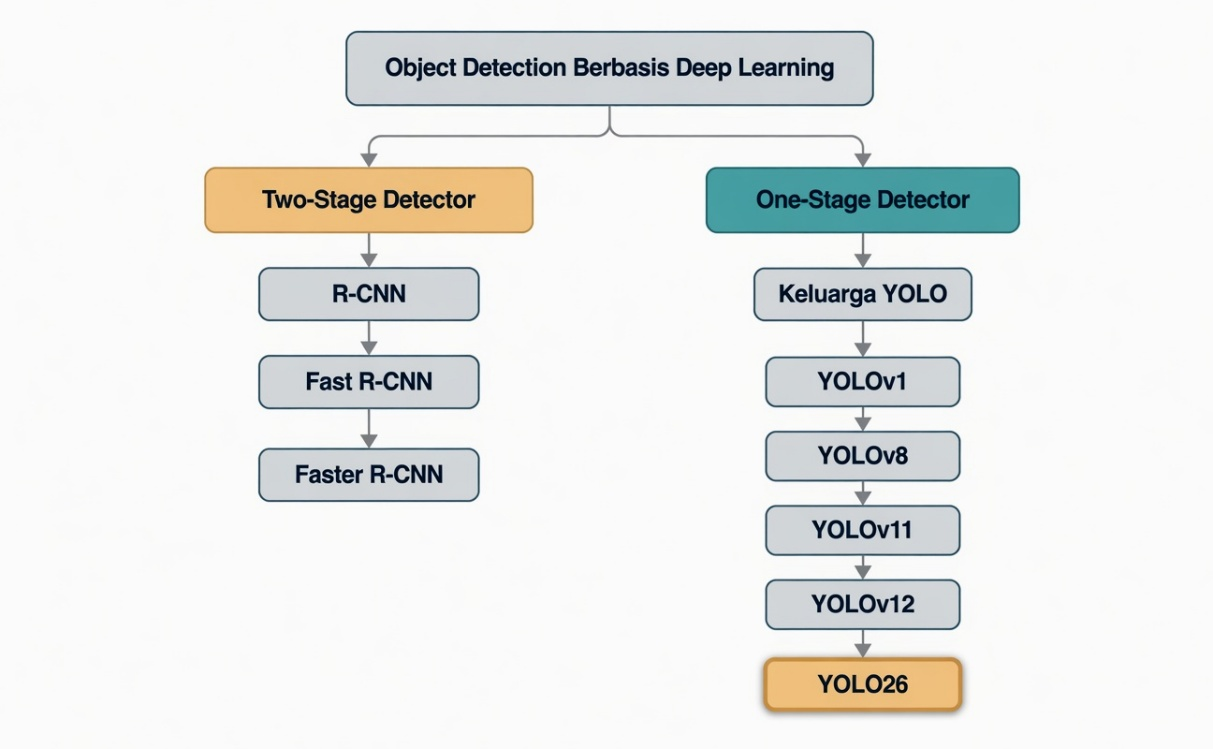 Object Detection Berbasis Deep Learning
Two-Stage Detector
R-CNN
Fast R-CNN
Faster R-CNN
One-Stage Detector
Keluarga YOLO
YOLOv1
YOLOv8
YOLOv11
YOLOv12
YOLO26